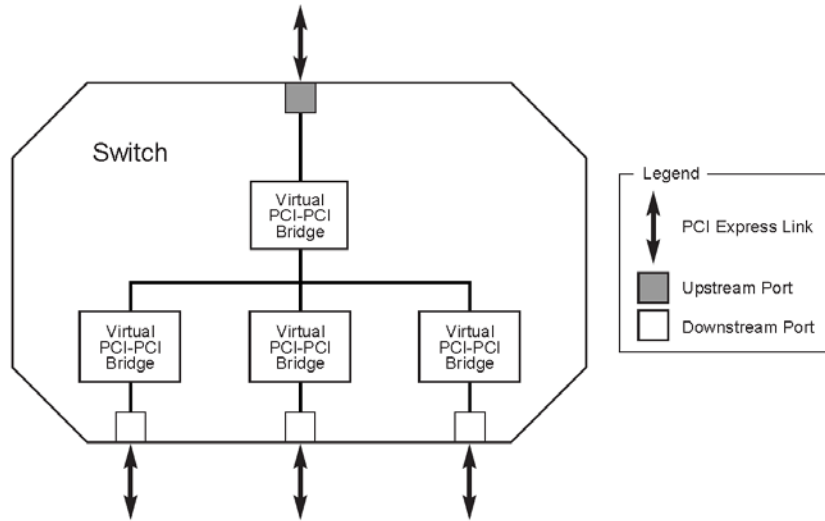 Switch
Virtual
PCI-PCI
Bridge
Virtual
PCI-PCI
Bridge
Virtual
PCI-PCI
Bridge
Virtual
PCI-PCI
Bridge
Legend
PCI Express Link
Upstream Port
Downstream Port